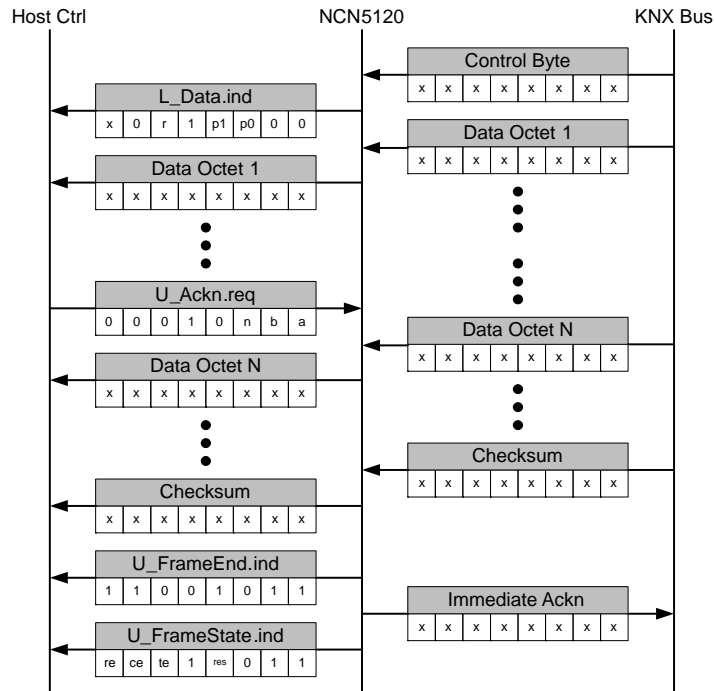 Host Ctrl NCN5120 KNX Bus
Control Byte
x x x x x x x x
L_Data.ind
x 0 r 1 p1 p0 0 0
Data Octet 1
x x x x x x x x
Data Octet 1
x x x x x x x x
U_Ackn.req
0 0 0 1 0 n b a
Data Octet N
x x x x x x x x
Data Octet N
x x x x x x x x
Checksum
x x x x x x x x
Checksum
x x x x x x x x
U_FrameEnd.ind
1 1 0 0 1 0 1 1
Immediate Ackn
x x x x x x x x
U_FrameState.ind
re ce te 1 res 0 1 1